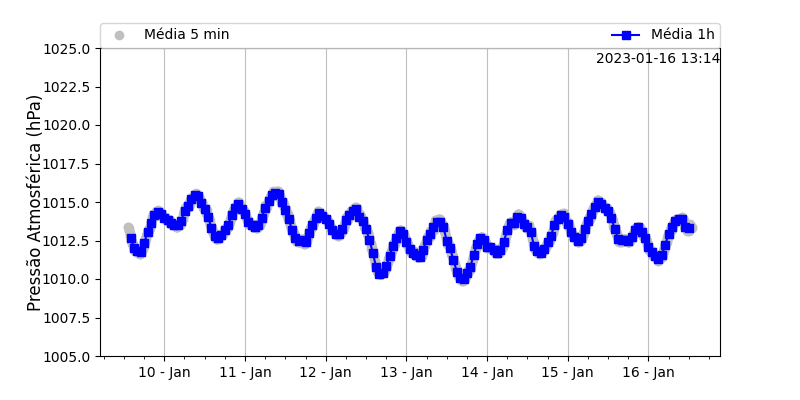 Média 5 min
Média 1h
2023-01-16 13:14
Pressão Atmosférica (hPa)
1025.0
1022.5
1020.0
1017.5
1015.0
1012.5
1010.0
1007.5
1005.0
10 - Jan
11 - Jan
12 - Jan
13 - Jan
14 - Jan
15 - Jan
16 - Jan